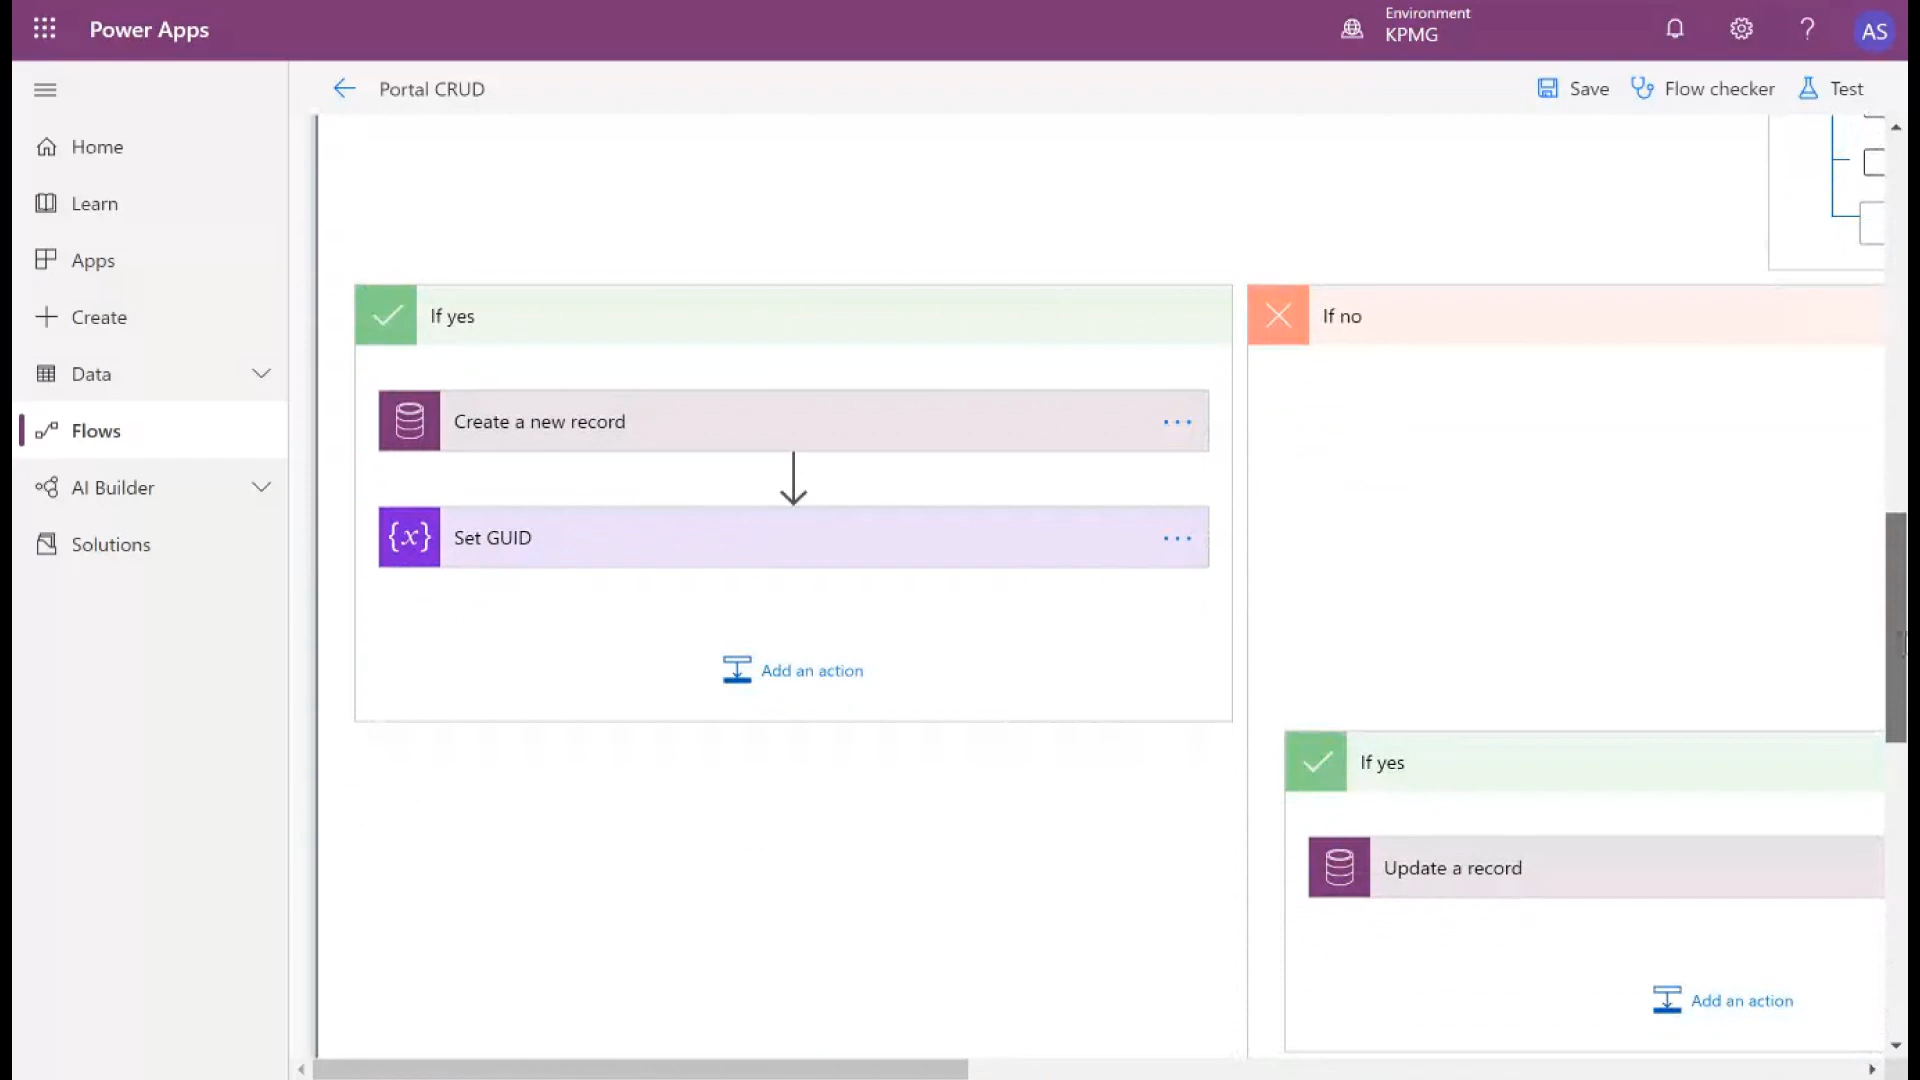 Power Apps
Environment
KPMG
AS
Portal CRUD
Save
Flow checker
Test
Home
Learn
Apps
Create
Data
Flows
AI Builder
Solutions
If yes
Create a new record
{x}
Set GUID
Add an action
If no
If yes
Update a record
Add an action